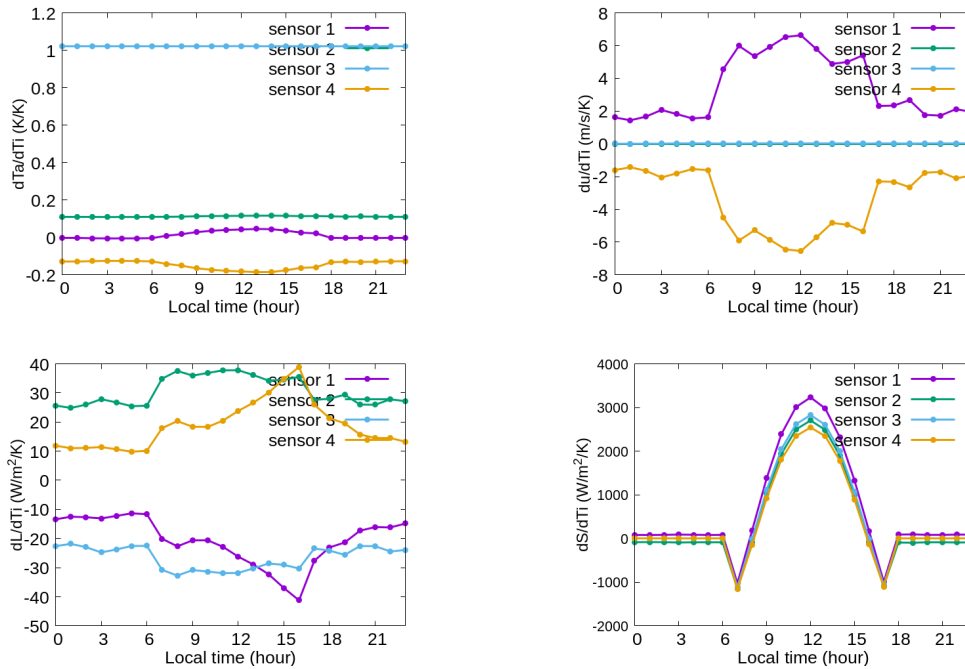 1.2
1
0.8
0.6
0.4
0.2
0
-0.2
dTa/dTi (K/K)
sensor 1
sensor 2
sensor 3
sensor 4
0 3 6 9 12 15 18 21
Local time (hour)
8
6
4
2
0
-2
-4
-6
-8
du/dTi (m/s/K)
sensor 1
sensor 2
sensor 3
sensor 4
0 3 6 9 12 15 18 21
Local time (hour)
40
30
20
10
0
-10
-20
-30
-40
-50
dL/dTi (W/m²/K)
sensor 1
sensor 2
sensor 3
sensor 4
0 3 6 9 12 15 18 21
Local time (hour)
4000
3000
2000
1000
0
-1000
-2000
dS/dTi (W/m²/K)
sensor 1
sensor 2
sensor 3
sensor 4
0 3 6 9 12 15 18 21
Local time (hour)